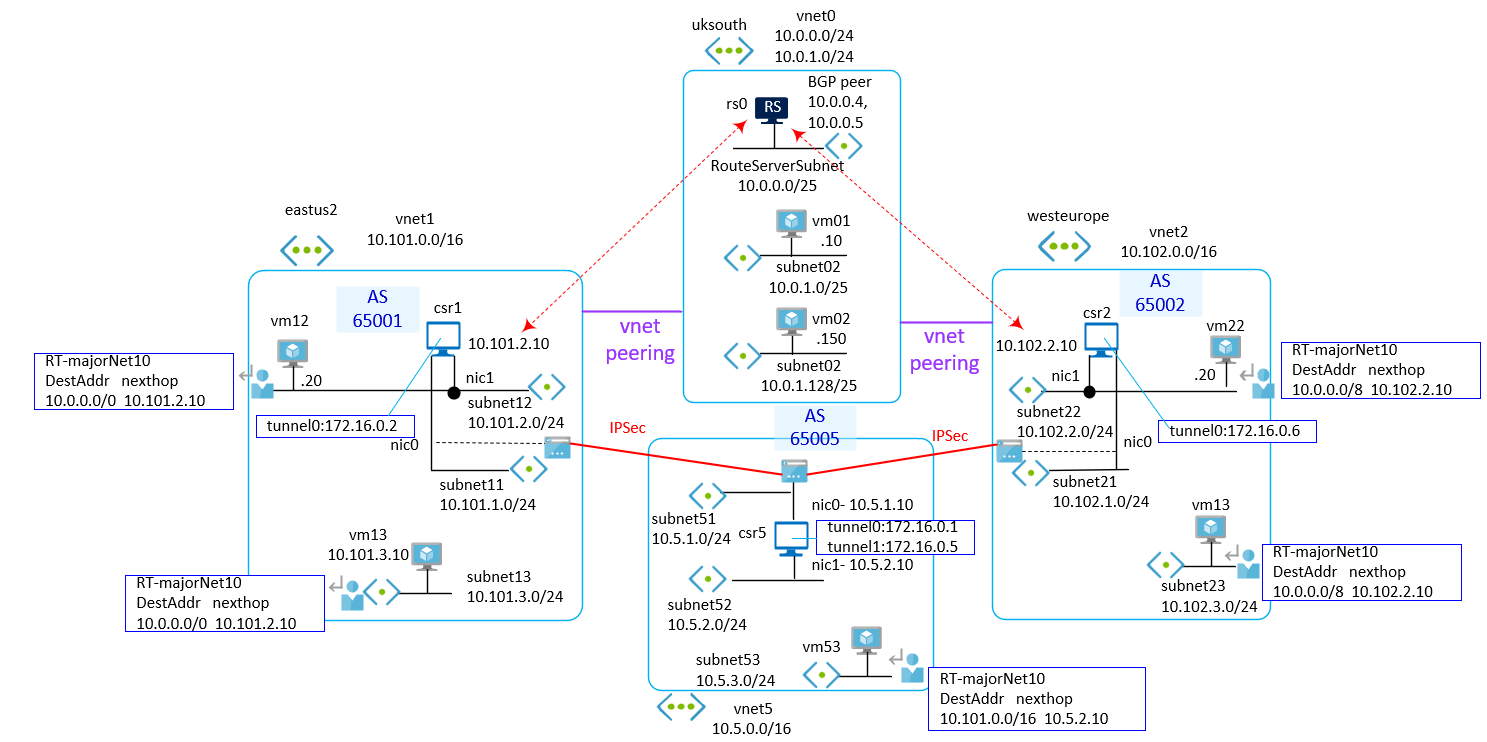 uksouth
vnet0
10.0.0.0/24
10.0.1.0/24
BGP peer
10.0.0.4,
10.0.0.5
rs0
RS
RouteServerSubnet
10.0.0.0/25
vm01
.10
subnet02
10.0.1.0/25
vm02
.150
subnet02
10.0.1.128/25
eastus2
vnet1
10.101.0.0/16
AS
65001
csr1
10.101.2.10
vm12
.20
RT-majorNet10
DestAddr nexthop
10.0.0.0/0 10.101.2.10
nic1
subnet12
10.101.2.0/24
tunnel0:172.16.0.2
nic0
subnet11
10.101.1.0/24
vm13
10.101.3.10
subnet13
10.101.3.0/24
RT-majorNet10
DestAddr nexthop
10.0.0.0/0 10.101.2.10
vnet
peering
vnet
peering
IPSec
IPSec
westeurope
vnet2
10.102.0.0/16
AS
65002
csr2
10.102.2.10
vm22
.20
RT-majorNet10
DestAddr nexthop
10.0.0.0/8 10.102.2.10
nic1
subnet22
10.102.2.0/24
tunnel0:172.16.0.6
nic0
subnet21
10.102.1.0/24
vm13
subnet23
10.102.3.0/24
RT-majorNet10
DestAddr nexthop
10.0.0.0/8 10.102.2.10
AS
65005
subnet51
10.5.1.0/24
nic0- 10.5.1.10
csr5
tunnel0:172.16.0.1
tunnel1:172.16.0.5
nic1- 10.5.2.10
subnet52
10.5.2.0/24
vm53
subnet53
10.5.3.0/24
RT-majorNet10
DestAddr nexthop
10.101.0.0/16 10.5.2.10
vnet5
10.5.0.0/16